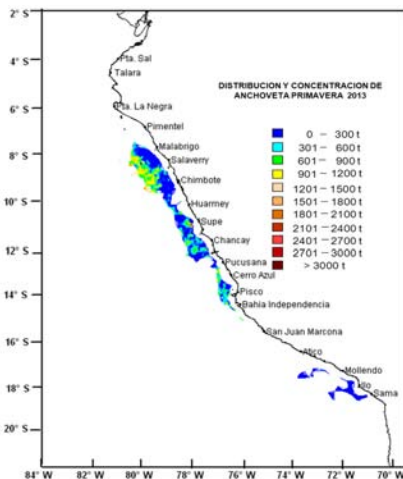 2° S
4° S
6° S
8° S
10° S
12° S
14° S
16° S
18° S
20° S
84° W
82° W
80° W
78° W
76° W
74° W
72° W
70° W
DISTRIBUCION Y CONCENTRACION DE
ANCHOVETA PRIMAVERA 2013
0 – 300 t
301 – 600 t
601 – 900 t
901 – 1200 t
1201 – 1500 t
1501 – 1800 t
1801 – 2100 t
2101 – 2400 t
2401 – 2700 t
2701 – 3000 t
> 3000 t
Pta. Sal
Talara
Pta. La Negra
Pimentel
Malabrigo
Salaverry
Chimbote
Huarmey
Supe
Chancay
Pucusana
Cerro Azul
Pisco
Bahia Independencia
San Juan Marcona
Atico
Mollendo
Ilo
Sama